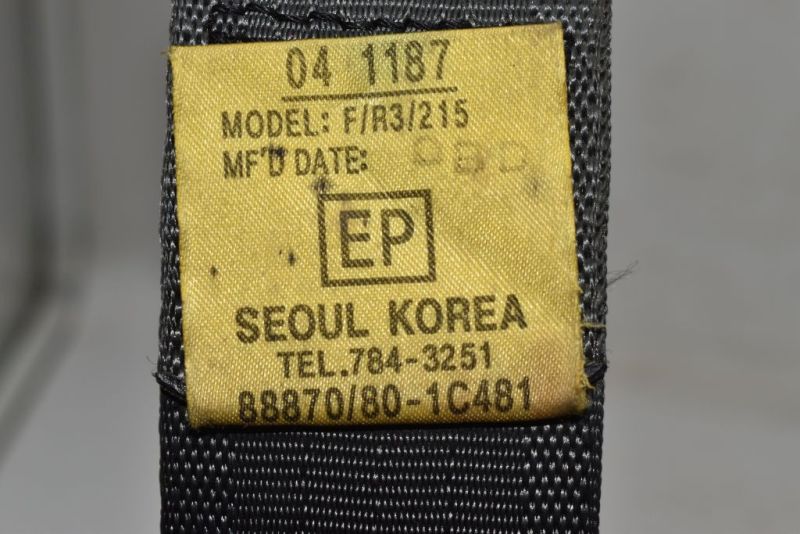 04 1187
MODEL: F/R3/215
MF'D DATE:
EP
SEOUL KOREA
TEL.784-3251
88870/80-1C481